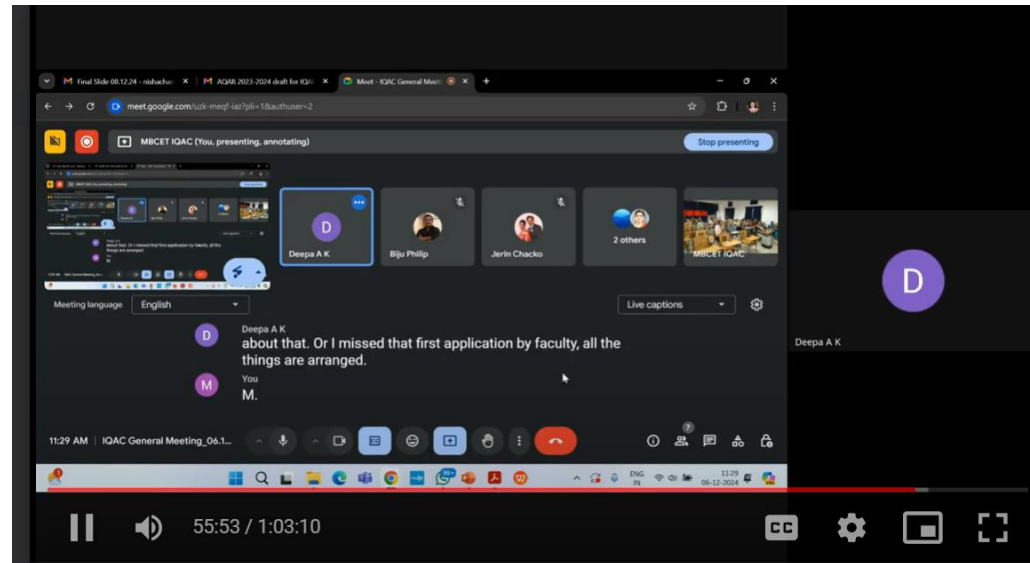 Final Slide 08.12.24 - nishachan
AQAR 2023-2024 draft for IQA
Meet - IQAC General Meeti
meet.google.com/uzk-meqf-iaz?pli=1&authuser=2
MBCET IQAC (You, presenting, annotating)
Stop presenting
D
Deepa A K
Biju Philip
Jerin Chacko
2 others
MBCET IQAC
Meeting language
English
Live captions
D
Deepa A K
about that. Or I missed that first application by faculty, all the
things are arranged.
M
You
M.
D
Deepa A K
11:29 AM | IQAC General Meeting_06.1...
7
99+
ENG
IN
11:29
06-12-2024
55:53 / 1:03:10
CC